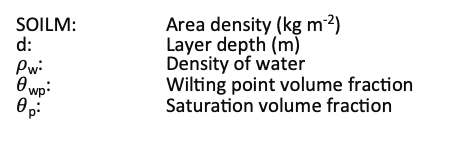 SOILM: Area density (kg m-2)
d: Layer depth (m)
ρw: Density of water
θwp: Wilting point volume fraction
θp: Saturation volume fraction